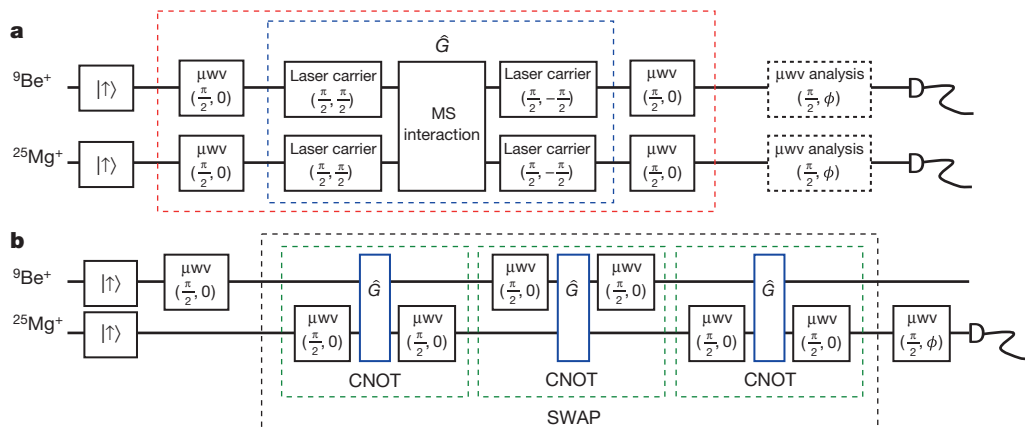 a
Ĝ
⁹Be⁺ |↑⟩ μwv (π/2, 0) Laser carrier (π/2, π/2) MS interaction Laser carrier (π/2, −π/2) μwv (π/2, 0) μwv analysis (π/2, ϕ)
²⁵Mg⁺ |↑⟩ μwv (π/2, 0) Laser carrier (π/2, π/2) Laser carrier (π/2, −π/2) μwv (π/2, 0) μwv analysis (π/2, ϕ)
b
⁹Be⁺ |↑⟩ μwv (π/2, 0) Ĝ μwv (π/2, 0) Ĝ μwv (π/2, 0) Ĝ
²⁵Mg⁺ |↑⟩ μwv (π/2, 0) μwv (π/2, 0) μwv (π/2, 0) μwv (π/2, 0) μwv (π/2, ϕ)
CNOT CNOT CNOT
SWAP